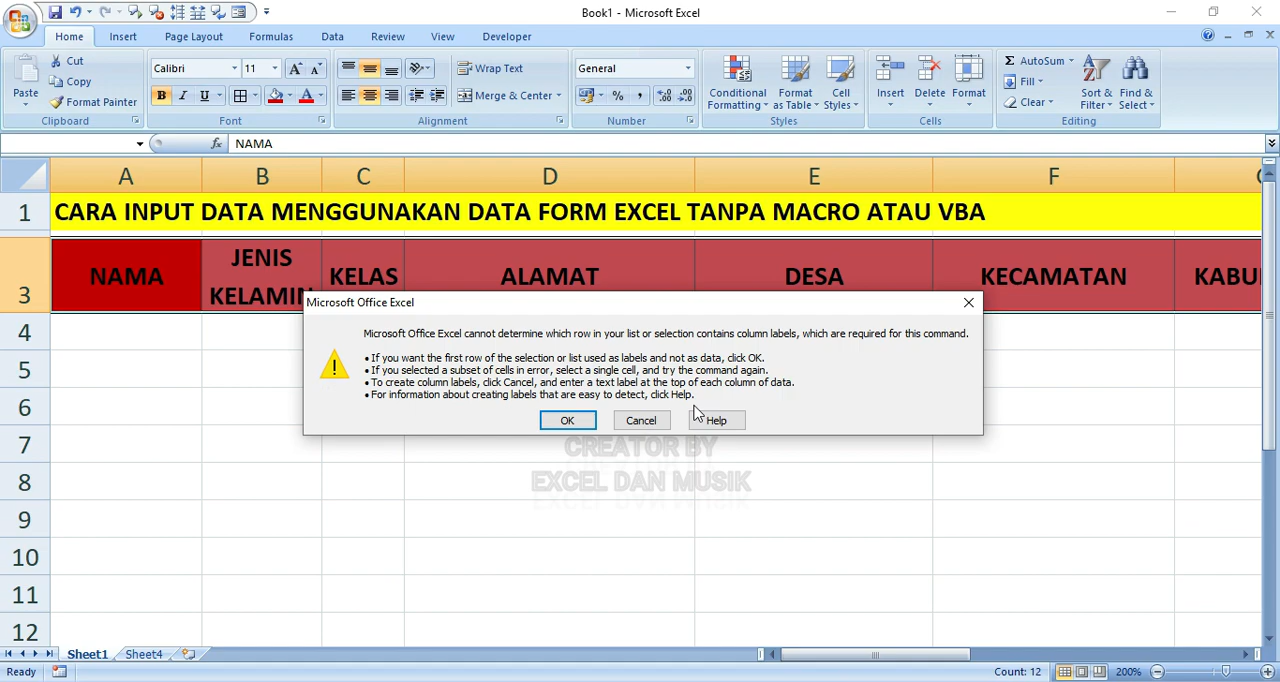 Book1 - Microsoft Excel
Home Insert Page Layout Formulas Data Review View Developer
Paste
Cut
Copy
Format Painter
Clipboard
Calibri 11
B I U
Font
Wrap Text
Merge & Center
Alignment
General
%
Number
Conditional Formatting
Format as Table
Cell Styles
Styles
Insert Delete Format
Cells
AutoSum
Fill
Clear
Sort & Filter
Find & Select
Editing
fx NAMA
A B C D E F
1 CARA INPUT DATA MENGGUNAKAN DATA FORM EXCEL TANPA MACRO ATAU VBA
3 NAMA JENIS KELAMIN KELAS ALAMAT DESA KECAMATAN KABU
Microsoft Office Excel
Microsoft Office Excel cannot determine which row in your list or selection contains column labels, which are required for this command.
• If you want the first row of the selection or list used as labels and not as data, click OK.
• If you selected a subset of cells in error, select a single cell, and try the command again.
• To create column labels, click Cancel, and enter a text label at the top of each column of data.
• For information about creating labels that are easy to detect, click Help.
OK Cancel Help
CREATOR BY
EXCEL DAN MUSIK
4
5
6
7
8
9
10
11
12
Sheet1 Sheet4
Ready Count: 12 200%